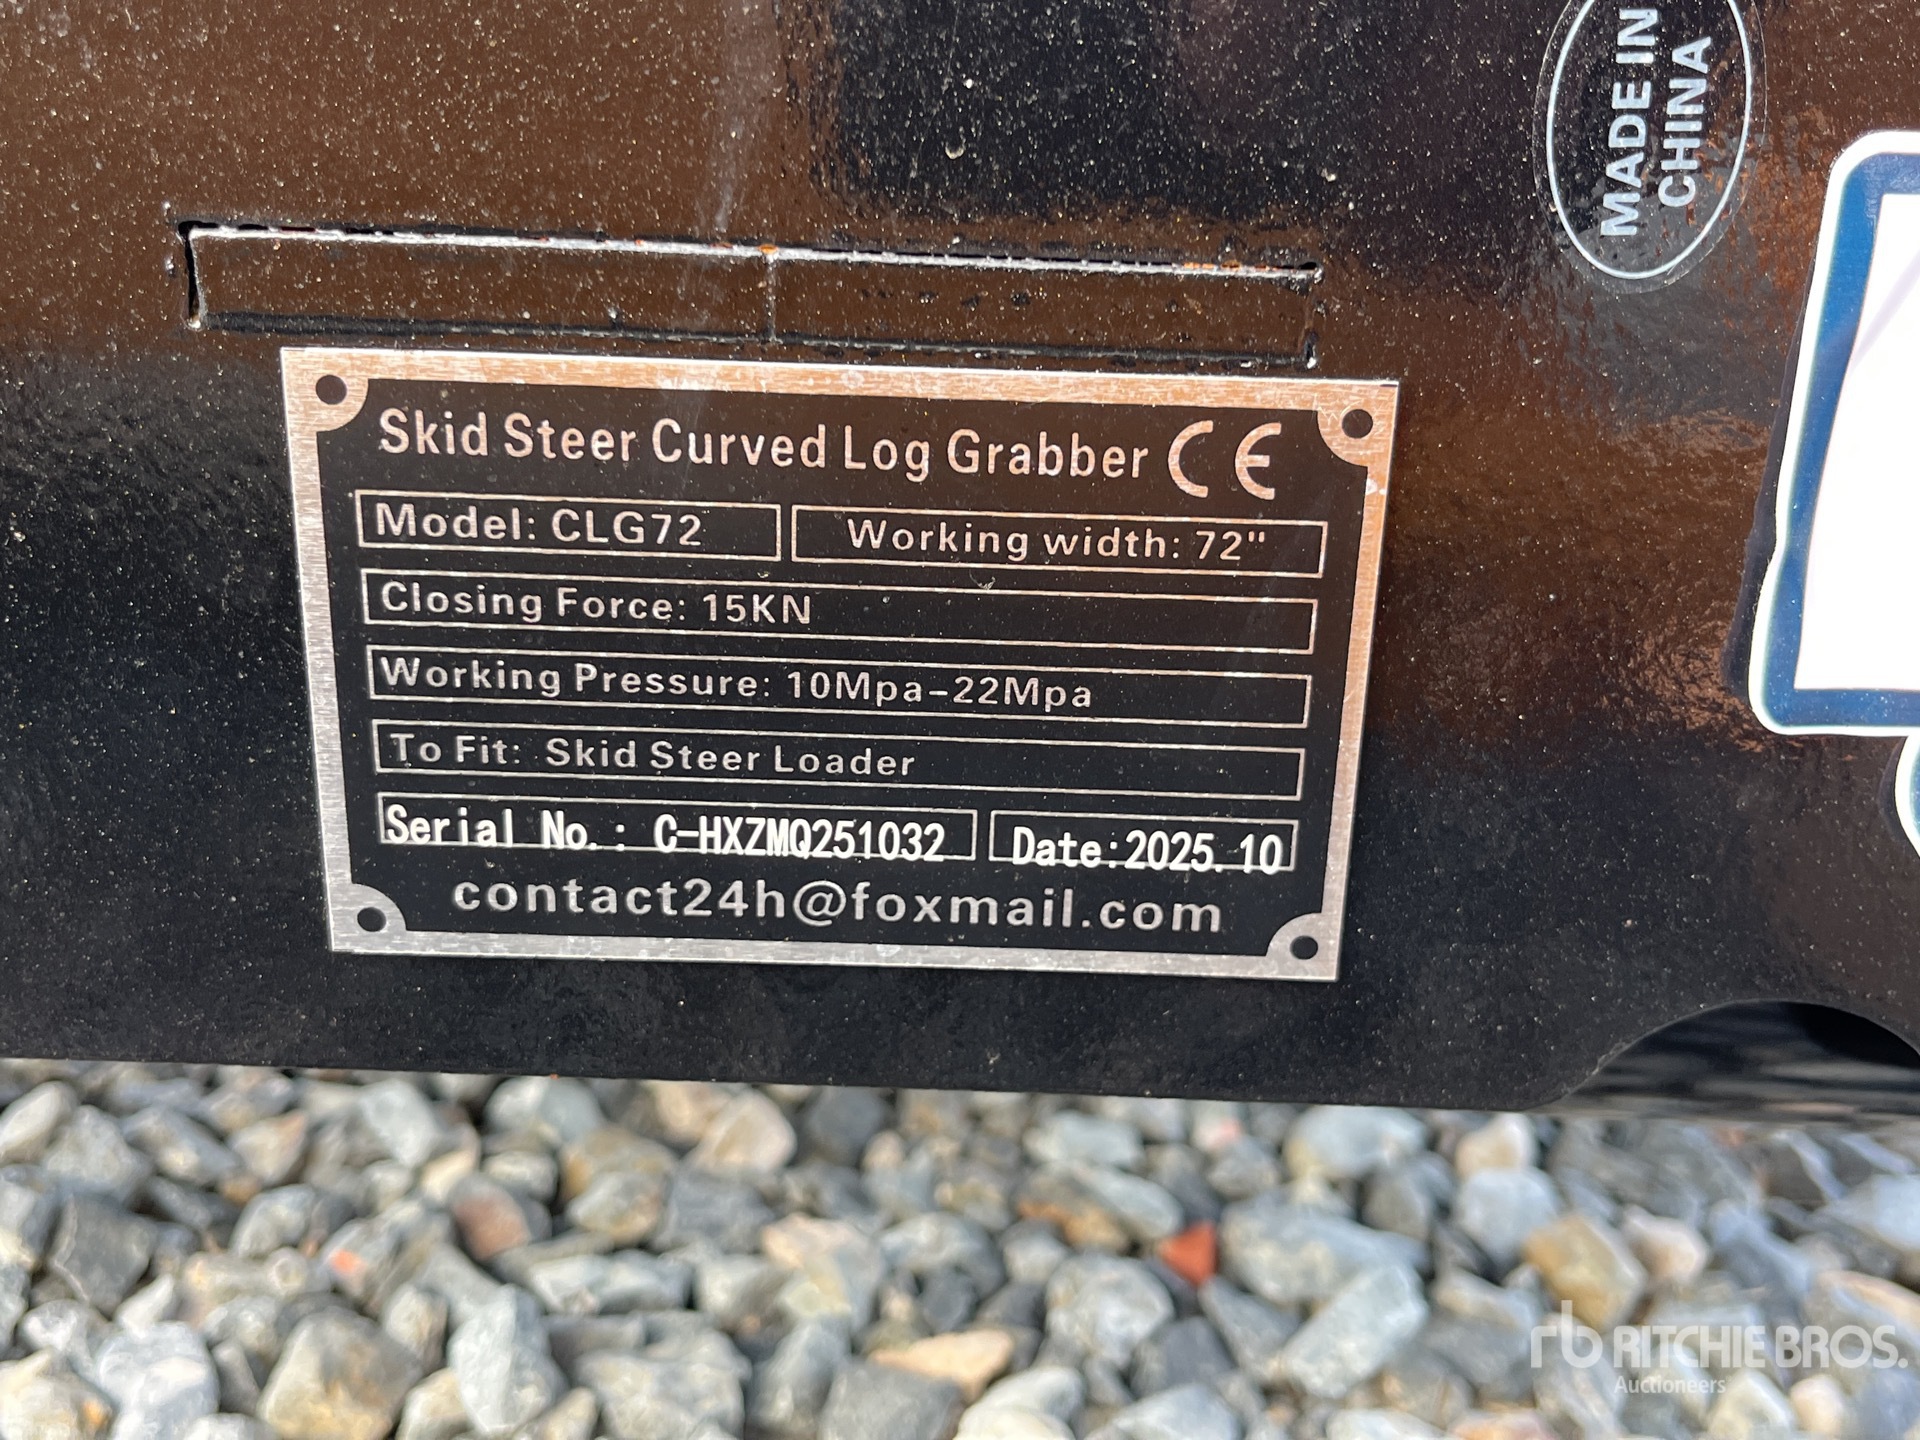 MADE IN
CHINA
Skid Steer Curved Log Grabber CE
Model: CLG72
Working width: 72"
Closing Force: 15KN
Working Pressure: 10Mpa-22Mpa
To Fit: Skid Steer Loader
Serial No.: C-HXZMQ251032
Date:2025.10
contact24h@foxmail.com
rb RITCHIE BROS.
Auctioneers